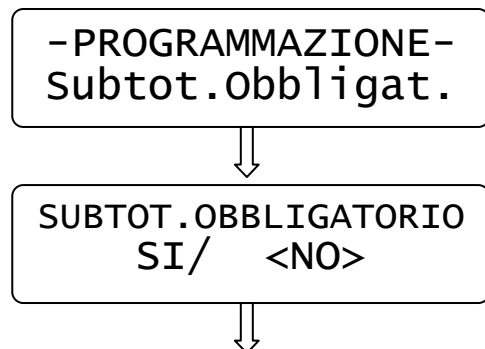 -PROGRAMMAZIONE-
Subtot.Obbligat.
SUBTOT.OBBLIGATORIO
SI/ <NO>